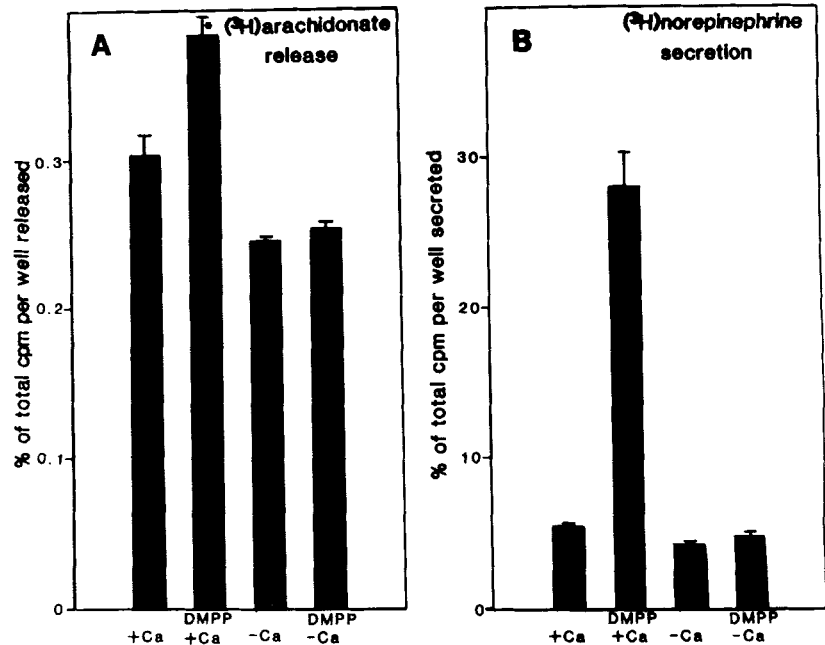 A
(³H)arachidonate
release
% of total cpm per well released
0.3
0.2
0.1
0
*
+Ca
DMPP
+Ca
-Ca
DMPP
-Ca
B
(³H)norepinephrine
secretion
% of total cpm per well secreted
30
20
10
0
+Ca
DMPP
+Ca
-Ca
DMPP
-Ca